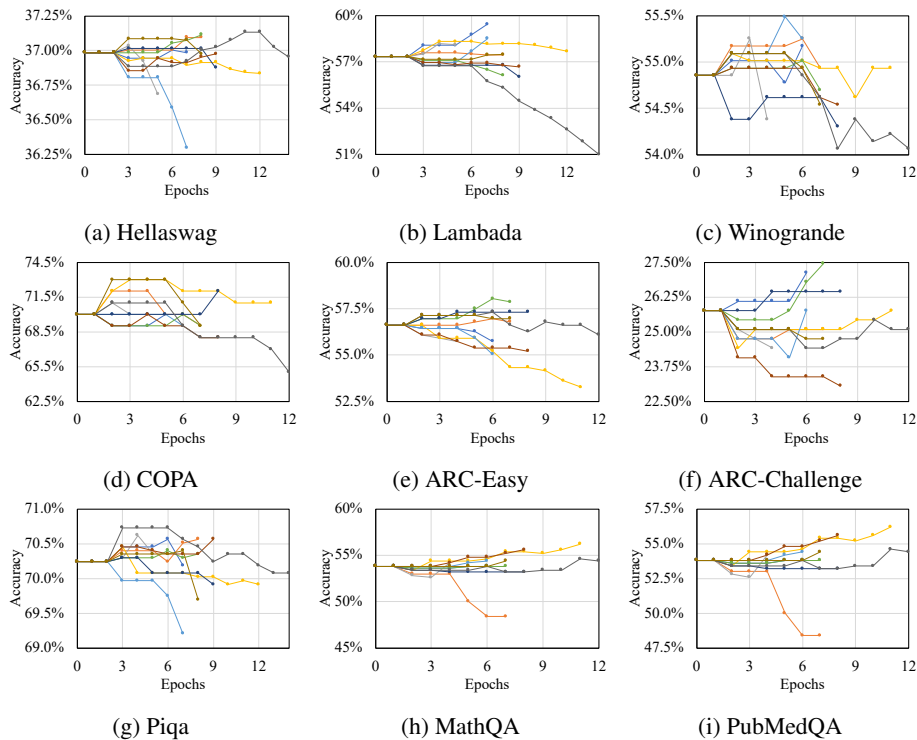 37.25%
37.00%
36.75%
36.50%
36.25%
Accuracy
0 3 6 9 12
Epochs
(a) Hellaswag
60%
57%
54%
51%
Accuracy
0 3 6 9 12
Epochs
(b) Lambada
55.5%
55.0%
54.5%
54.0%
Accuracy
0 3 6 9 12
Epochs
(c) Winogrande
74.5%
71.5%
68.5%
65.5%
62.5%
Accuracy
0 3 6 9 12
Epochs
(d) COPA
60.0%
57.5%
55.0%
52.5%
Accuracy
0 3 6 9 12
Epochs
(e) ARC-Easy
27.50%
26.25%
25.00%
23.75%
22.50%
Accuracy
0 3 6 9 12
Epochs
(f) ARC-Challenge
71.0%
70.5%
70.0%
69.5%
69.0%
Accuracy
0 3 6 9 12
Epochs
(g) Piqa
60%
55%
50%
45%
Accuracy
0 3 6 9 12
Epochs
(h) MathQA
57.5%
55.0%
52.5%
50.0%
47.5%
Accuracy
0 3 6 9 12
Epochs
(i) PubMedQA